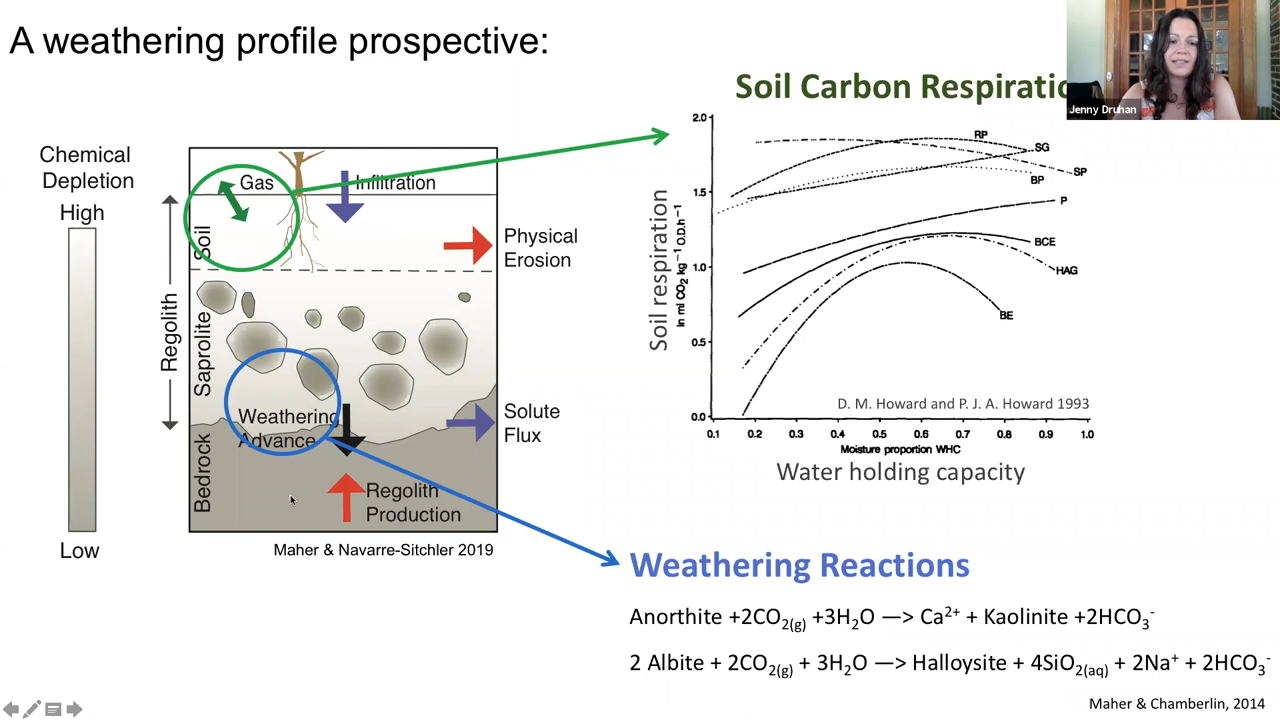 A weathering profile prospective:
Jenny Druhan
Chemical
Depletion
High
Low
Regolith
Soil
Saprolite
Bedrock
Gas
Infiltration
Physical
Erosion
Weathering
Advance
Solute
Flux
Regolith
Production
Maher & Navarre-Sitchler 2019
Soil Carbon Respiratio
Soil respiration
in ml CO₂ kg⁻¹ O.D.h⁻¹
2.0
1.5
1.0
0.5
0.0
RP
SG
SP
BP
P
BCE
HAG
BE
D. M. Howard and P. J. A. Howard 1993
0.1 0.2 0.3 0.4 0.5 0.6 0.7 0.8 0.9 1.0
Moisture proportion WHC
Water holding capacity
Weathering Reactions
Anorthite +2CO₂₍g₎ +3H₂O —> Ca²⁺ + Kaolinite +2HCO₃⁻
2 Albite + 2CO₂₍g₎ + 3H₂O —> Halloysite + 4SiO₂₍aq₎ + 2Na⁺ + 2HCO₃⁻
Maher & Chamberlin, 2014